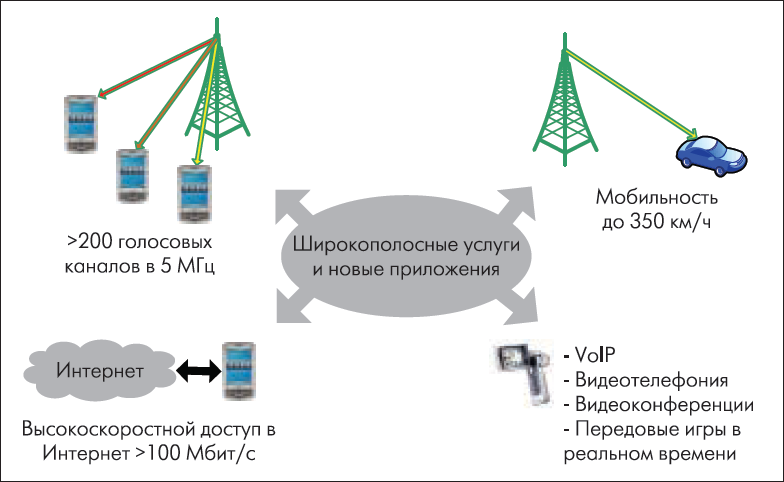 >200 голосовых
каналов в 5 МГц
Мобильность
до 350 км/ч
Широкополосные услуги
и новые приложения
Интернет
Высокоскоростной доступ в
Интернет >100 Мбит/с
- VoIP
- Видеотелефония
- Видеоконференции
- Передовые игры в
реальном времени